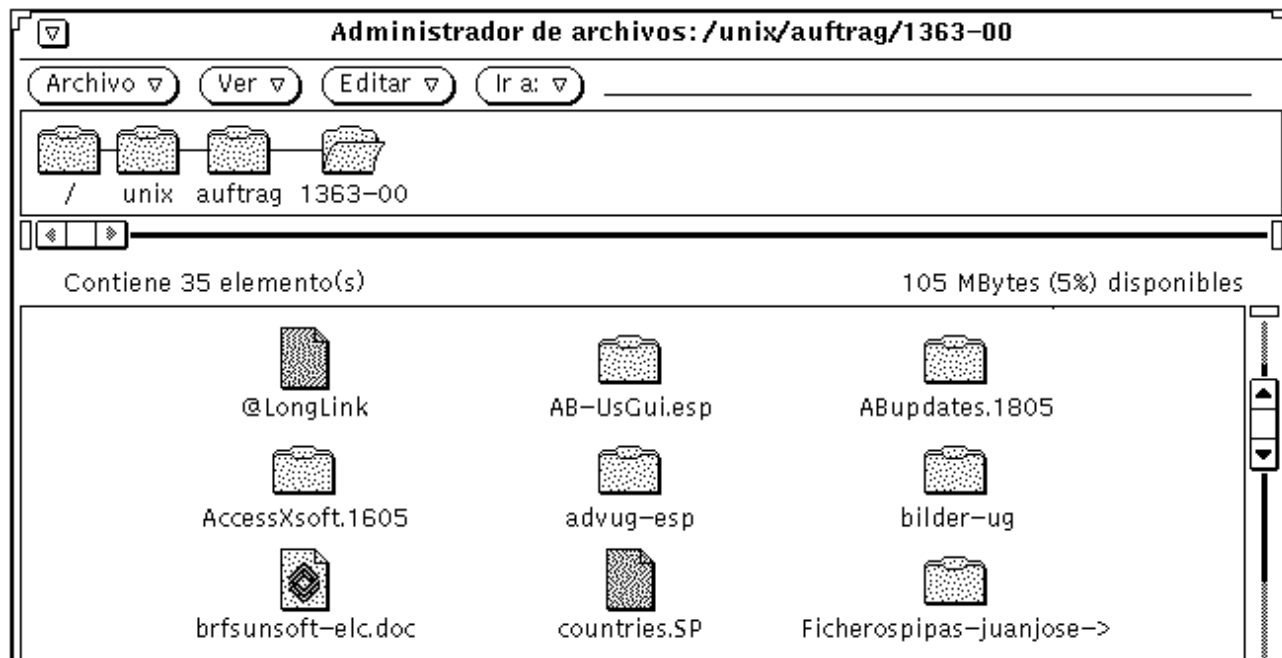 Administrador de archivos: /unix/auftrag/1363-00
Archivo Ver Editar Ir a:
/ unix auftrag 1363-00
Contiene 35 elemento(s) 105 MBytes (5%) disponibles
@LongLink AB-UsGui.esp ABupdates.1805
AccessXsoft.1605 advug-esp bilder-ug
brfsunsoft-elc.doc countries.SP Ficherospipas-juanjose->